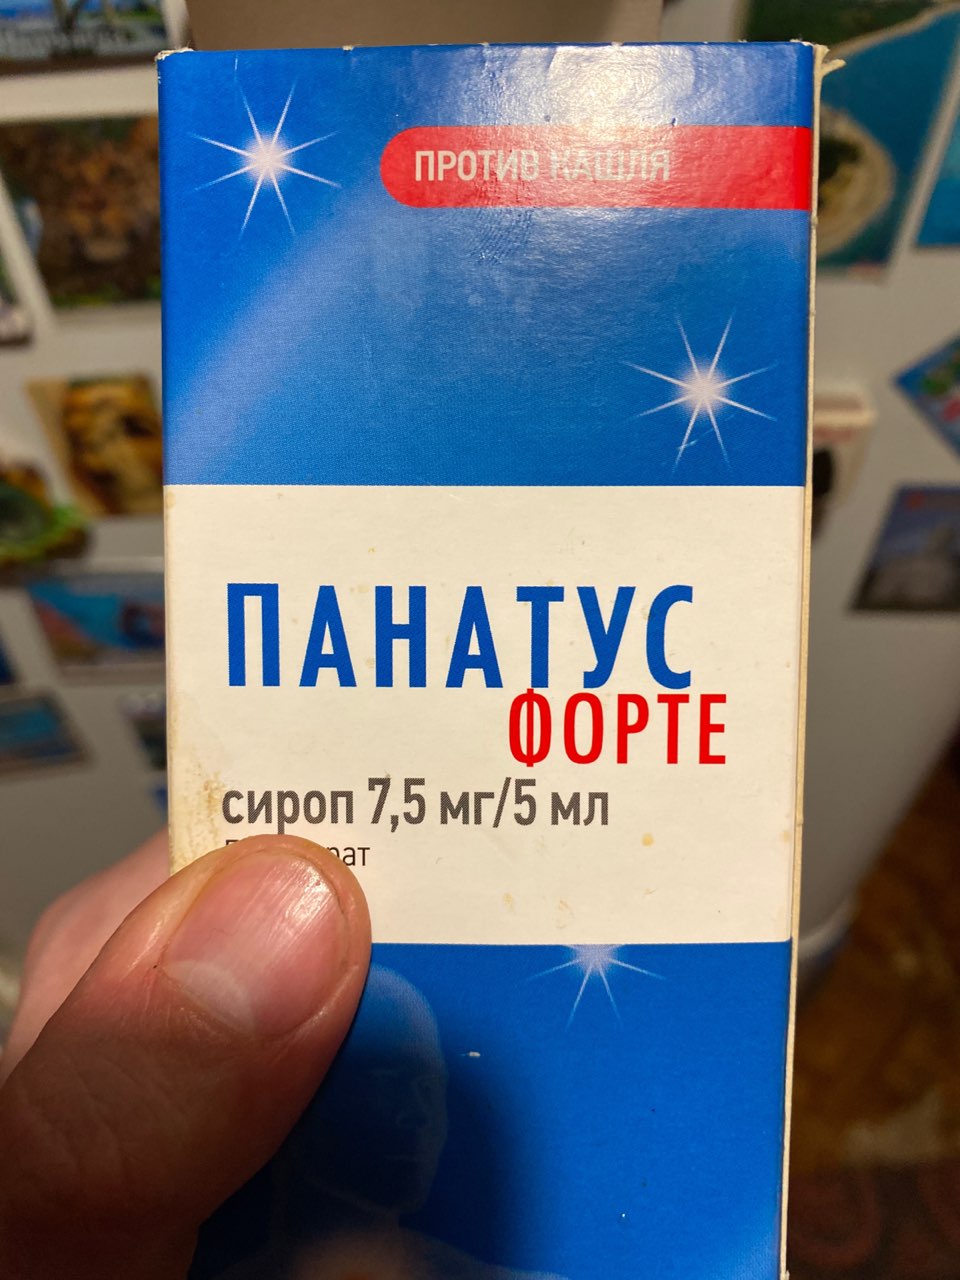 ПРОТИВ КАШЛЯ
ПАНАТУС
ФОРТЕ
сироп 7,5 мг/5 мл